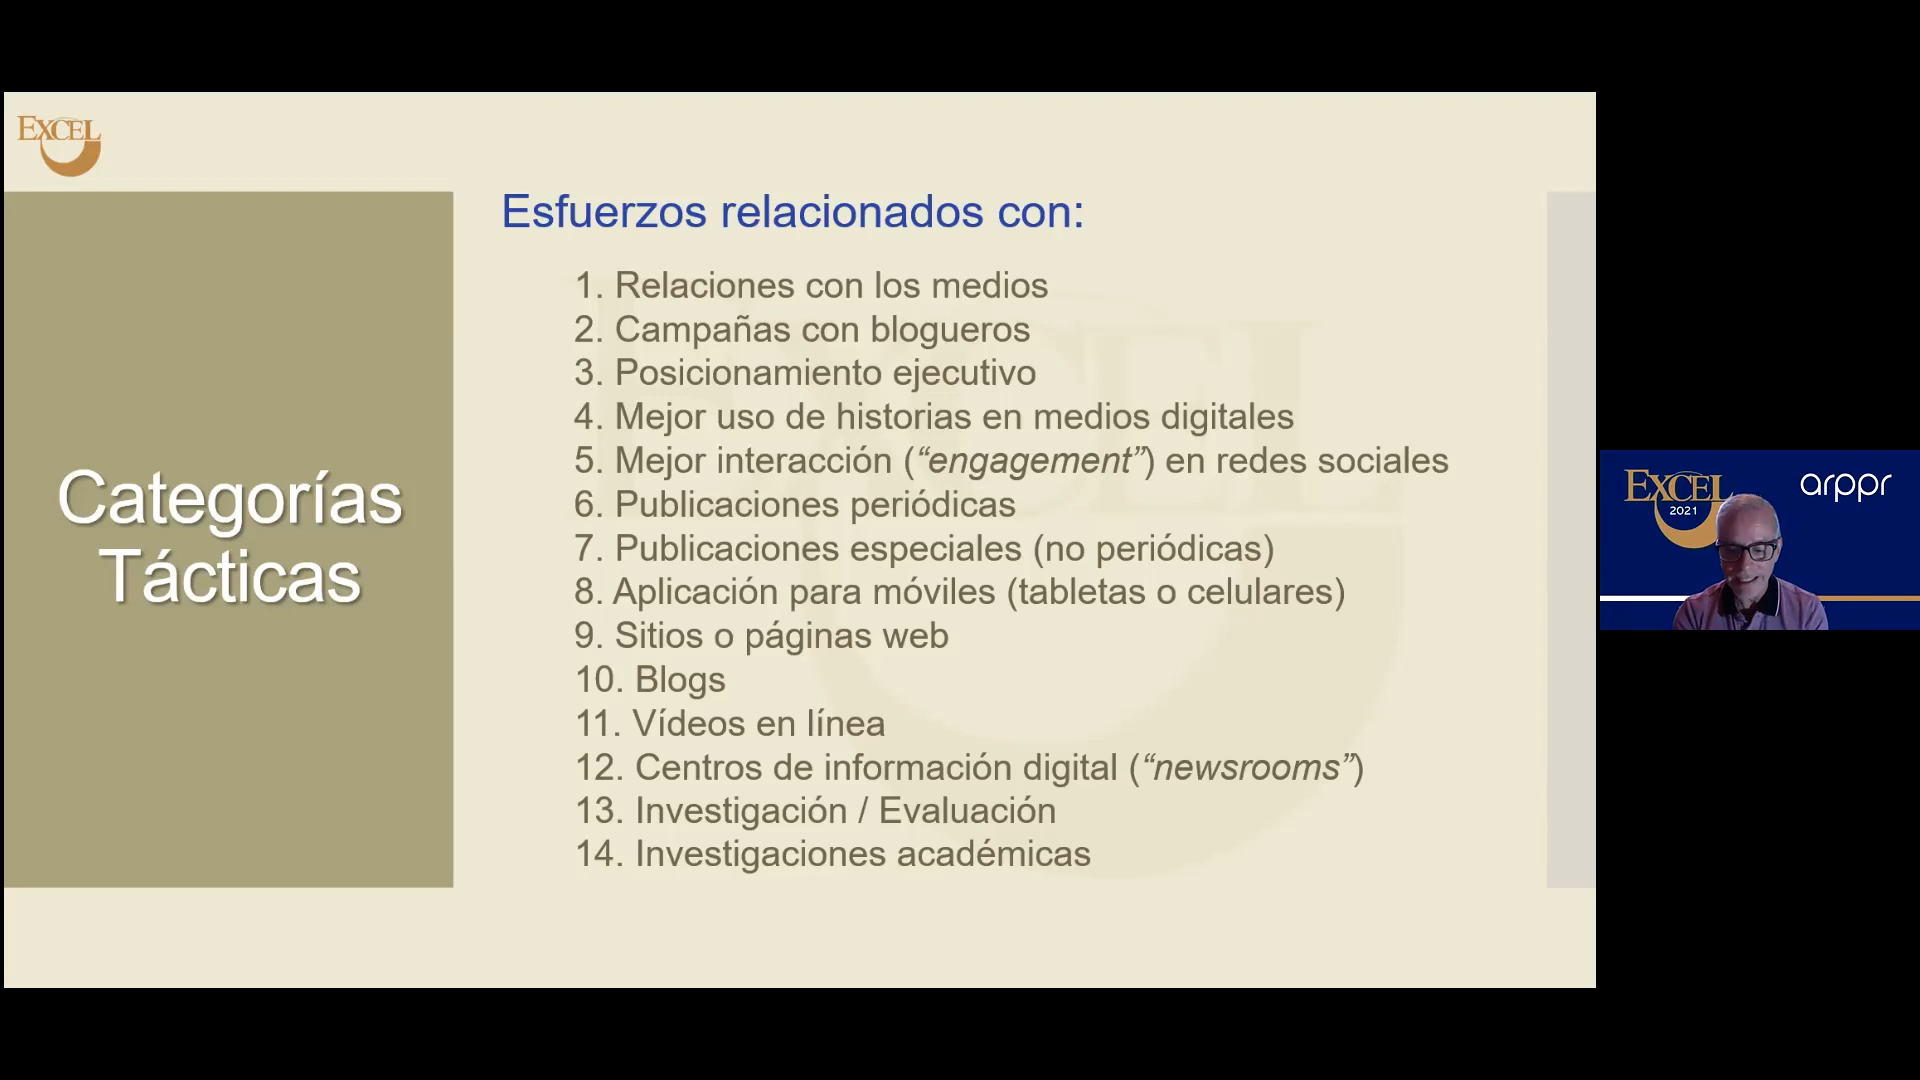 EXCEL
Categorías
Tácticas
Esfuerzos relacionados con:
1. Relaciones con los medios
2. Campañas con blogueros
3. Posicionamiento ejecutivo
4. Mejor uso de historias en medios digitales
5. Mejor interacción (“engagement”) en redes sociales
6. Publicaciones periódicas
7. Publicaciones especiales (no periódicas)
8. Aplicación para móviles (tabletas o celulares)
9. Sitios o páginas web
10. Blogs
11. Vídeos en línea
12. Centros de información digital (“newsrooms”)
13. Investigación / Evaluación
14. Investigaciones académicas
EXCEL
2021
arppr